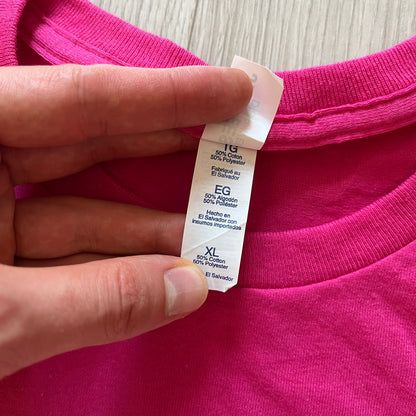 TG
50% Coton
50% Polyester
Fabriqué au
El Salvador
EG
50% Algodón
50% Poliéster
Hecho en
El Salvador con
insumos importados
XL
50% Cotton
50% Polyester
El Salvador